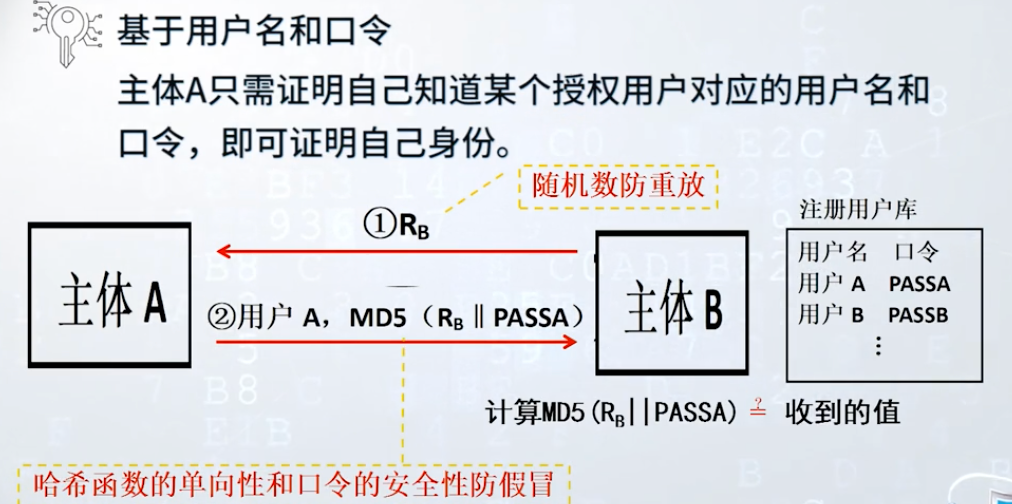 基于用户名和口令
主体A只需证明自己知道某个授权用户对应的用户名和
口令，即可证明自己身份。
随机数防重放
①R_B
注册用户库
用户名 口令
用户 A PASSA
用户 B PASSB
⋮
主体 A
②用户 A，MD5（R_B‖PASSA）
主体 B
计算MD5(R_B||PASSA) ≟ 收到的值
哈希函数的单向性和口令的安全性防假冒